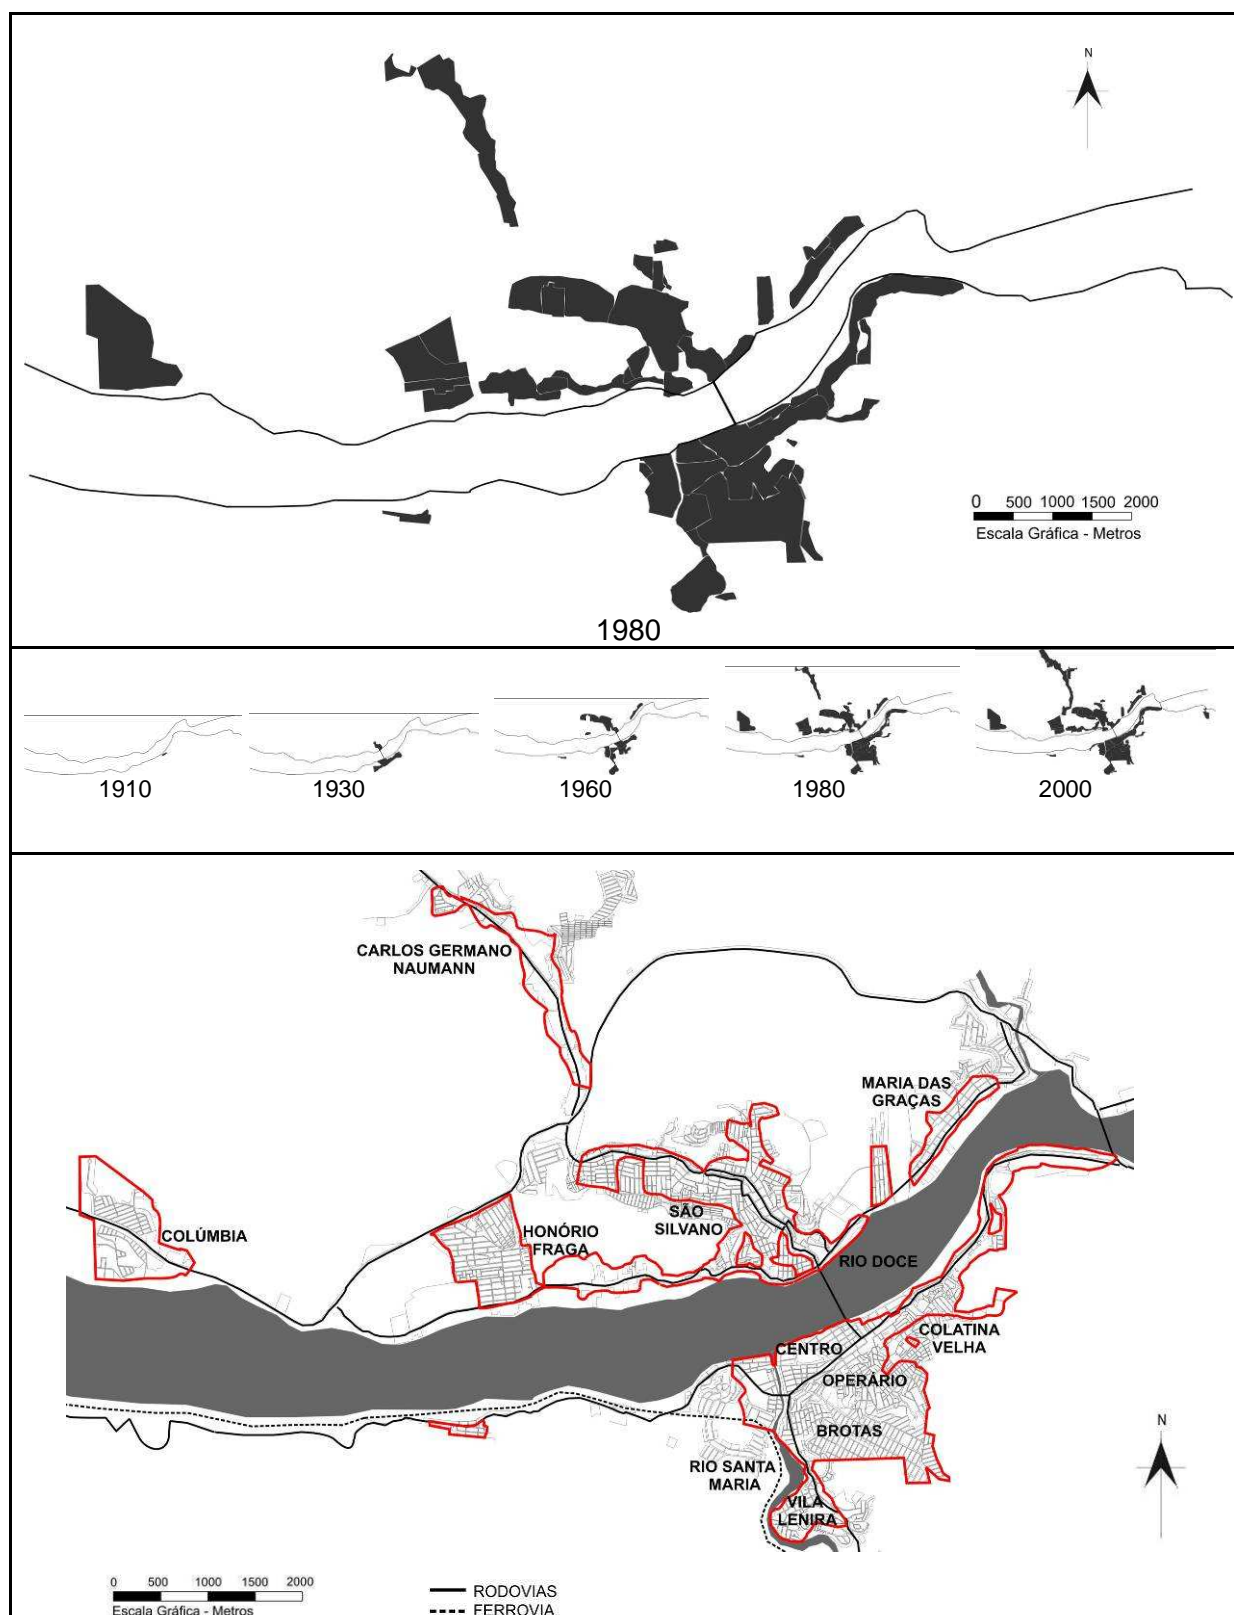 N
0 500 1000 1500 2000
Escala Gráfica - Metros
1980
1910
1930
1960
1980
2000
CARLOS GERMANO
NAUMANN
MARIA DAS
GRAÇAS
COLÚMBIA
HONÓRIO
FRAGA
SÃO
SILVANO
RIO DOCE
CENTRO
COLATINA
VELHA
OPERÁRIO
BROTAS
RIO SANTA
MARIA
VILA
LENIRA
N
0 500 1000 1500 2000
Escala Gráfica - Metros
RODOVIAS
FERROVIA